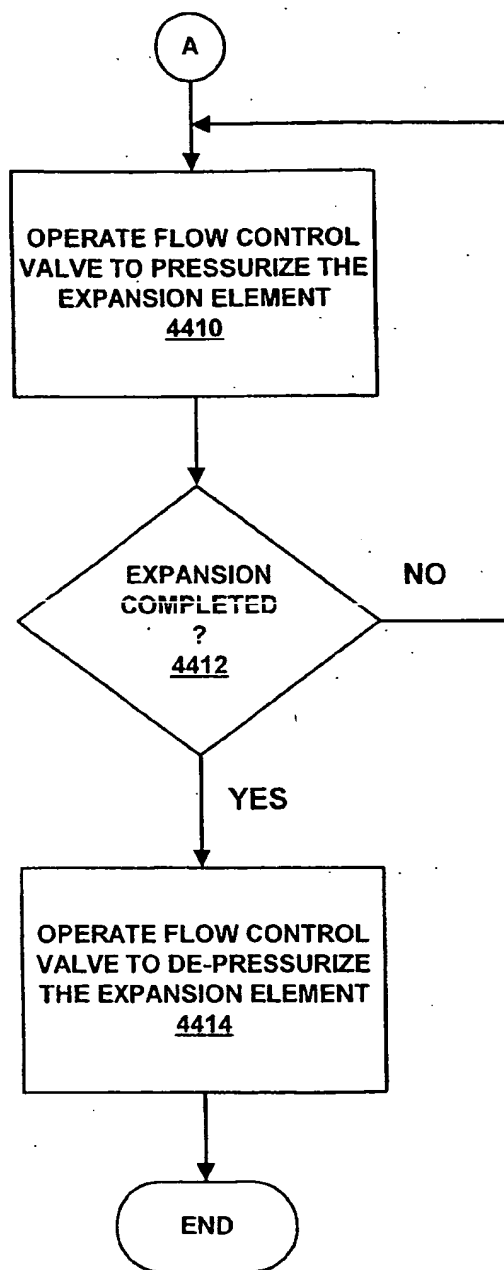 A
OPERATE FLOW CONTROL
VALVE TO PRESSURIZE THE
EXPANSION ELEMENT
4410
EXPANSION
COMPLETED
?
4412
NO
YES
OPERATE FLOW CONTROL
VALVE TO DE-PRESSURIZE
THE EXPANSION ELEMENT
4414
END